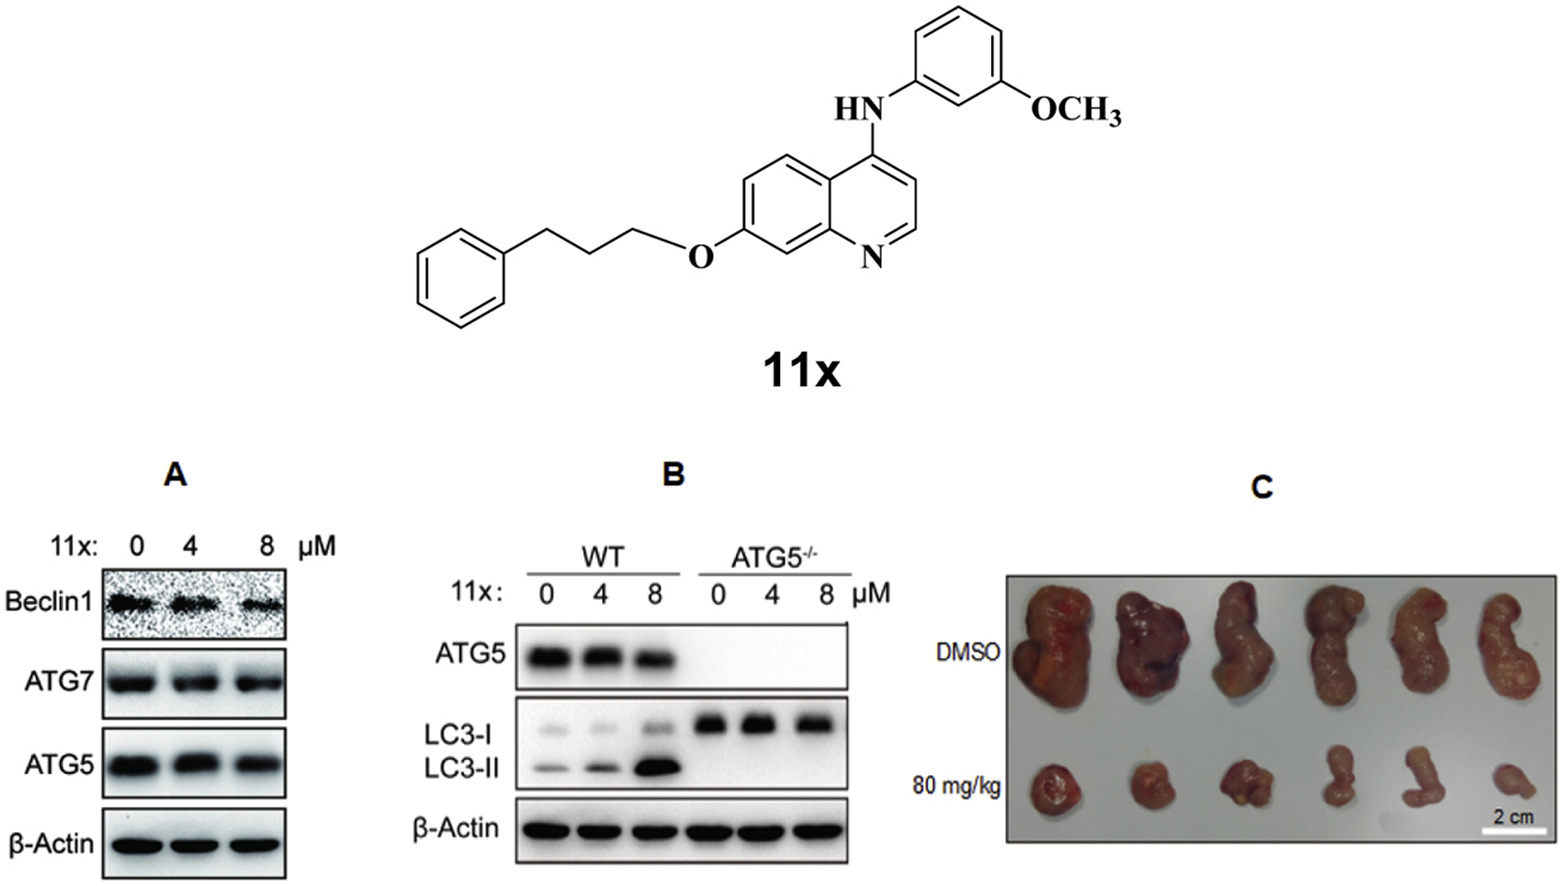 HN
OCH3
O
N
11x
A
11x: 0 4 8 μM
Beclin1
ATG7
ATG5
β-Actin
B
WT ATG5-/-
11x: 0 4 8 0 4 8 μM
ATG5
LC3-I
LC3-II
β-Actin
C
DMSO
80 mg/kg
2 cm